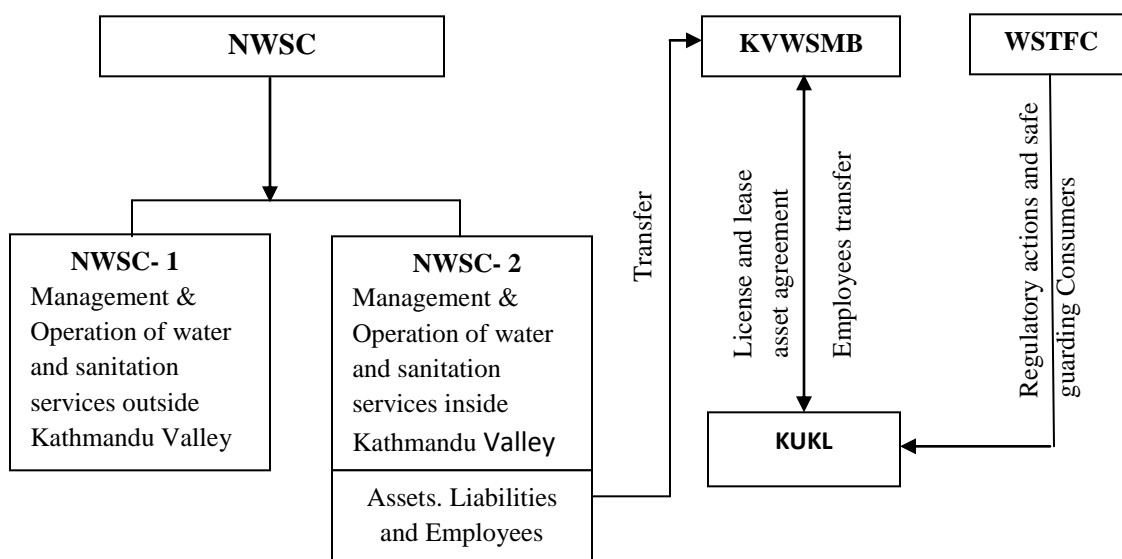 NWSC
KVWSMB
WSTFC
NWSC- 1
Management &
Operation of water
and sanitation
services outside
Kathmandu Valley
NWSC- 2
Management &
Operation of water
and sanitation
services inside
Kathmandu Valley
Assets. Liabilities
and Employees
Transfer
License and lease
asset agreement
Employees transfer
Regulatory actions and safe
guarding Consumers
KUKL